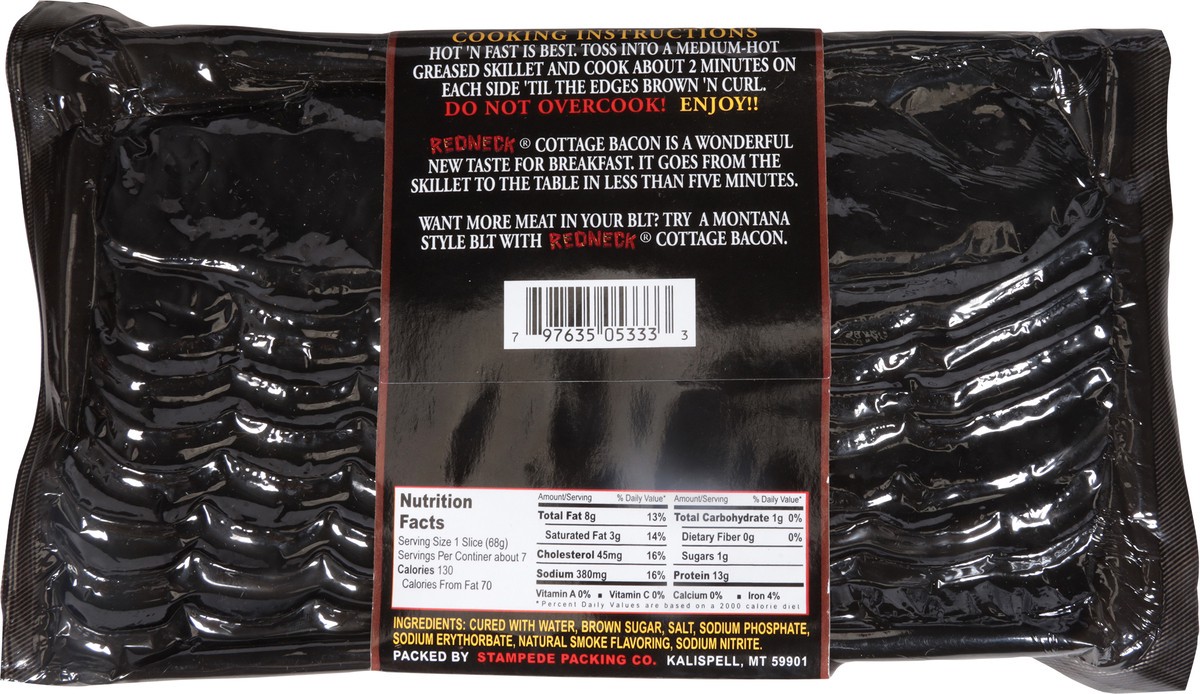 COOKING INSTRUCTIONS
HOT 'N FAST IS BEST. TOSS INTO A MEDIUM-HOT
GREASED SKILLET AND COOK ABOUT 2 MINUTES ON
EACH SIDE 'TIL THE EDGES BROWN 'N CURL.
DO NOT OVERCOOK! ENJOY!!
REDNECK ® COTTAGE BACON IS A WONDERFUL
NEW TASTE FOR BREAKFAST. IT GOES FROM THE
SKILLET TO THE TABLE IN LESS THAN FIVE MINUTES.
WANT MORE MEAT IN YOUR BLT? TRY A MONTANA
STYLE BLT WITH REDNECK ® COTTAGE BACON.
7 97635 05333 3
Nutrition
Facts
Serving Size 1 Slice (68g)
Servings Per Continer about 7
Calories 130
Calories From Fat 70
Amount/Serving % Daily Value*
Total Fat 8g 13%
Saturated Fat 3g 14%
Cholesterol 45mg 16%
Sodium 380mg 16%
Amount/Serving % Daily Value*
Total Carbohydrate 1g 0%
Dietary Fiber 0g 0%
Sugars 1g
Protein 13g
Vitamin A 0% ▪ Vitamin C 0% Calcium 0% ▪ Iron 4%
*Percent Daily Values are based on a 2000 calorie diet
INGREDIENTS: CURED WITH WATER, BROWN SUGAR, SALT, SODIUM PHOSPHATE,
SODIUM ERYTHORBATE, NATURAL SMOKE FLAVORING, SODIUM NITRITE.
PACKED BY STAMPEDE PACKING CO. KALISPELL, MT 59901